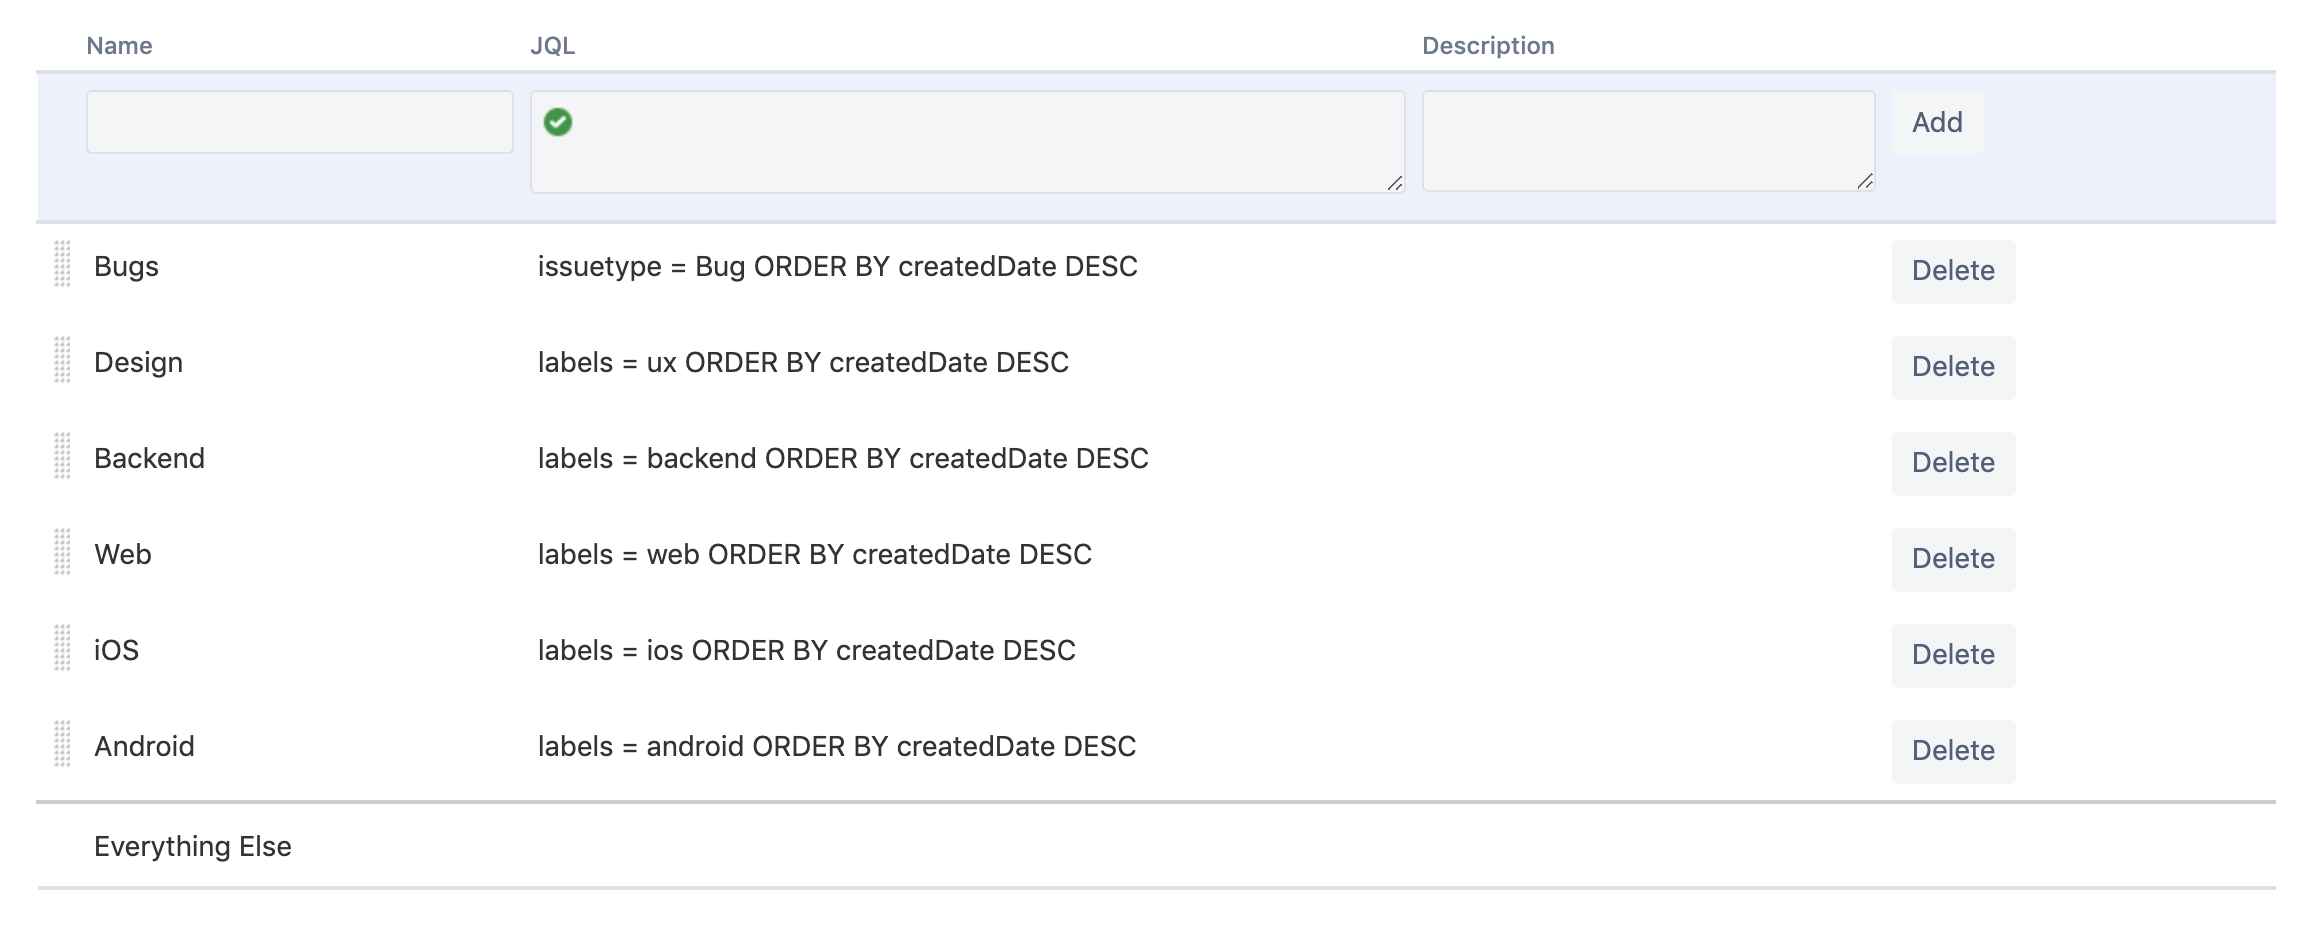 Name JQL Description
Add
Bugs issuetype = Bug ORDER BY createdDate DESC Delete
Design labels = ux ORDER BY createdDate DESC Delete
Backend labels = backend ORDER BY createdDate DESC Delete
Web labels = web ORDER BY createdDate DESC Delete
iOS labels = ios ORDER BY createdDate DESC Delete
Android labels = android ORDER BY createdDate DESC Delete
Everything Else